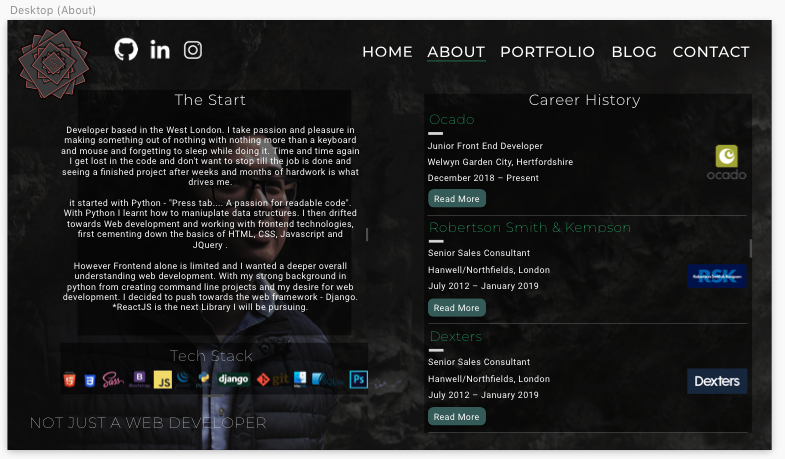 Desktop (About)
HOME ABOUT PORTFOLIO BLOG CONTACT
The Start
Developer based in the West London. I take passion and pleasure in
making something out of nothing with nothing more than a keyboard
and mouse and forgetting to sleep while doing it. Time and time again
I get lost in the code and don't want to stop till the job is done and
seeing a finished project after weeks and months of hardwork is what
drives me.
it started with Python - "Press tab.... A passion for readable code".
With Python I learnt how to maniuplate data structures. I then drifted
towards Web development and working with frontend technologies,
first cementing down the basics of HTML, CSS, Javascript and
JQuery .
However Frontend alone is limited and I wanted a deeper overall
understanding web development. With my strong background in
python from creating command line projects and my desire for web
development. I decided to push towards the web framework - Django.
*ReactJS is the next Library I will be pursuing.
Tech Stack
Sass Bootstrap JS django git Ps
NOT JUST A WEB DEVELOPER
Career History
Ocado
Junior Front End Developer
Welwyn Garden City, Hertfordshire
December 2018 – Present
ocado
Read More
Robertson Smith & Kempson
Senior Sales Consultant
Hanwell/Northfields, London
July 2012 – January 2019
RSK
Read More
Dexters
Senior Sales Consultant
Hanwell/Northfields, London
July 2012 – January 2019
Dexters
Read More